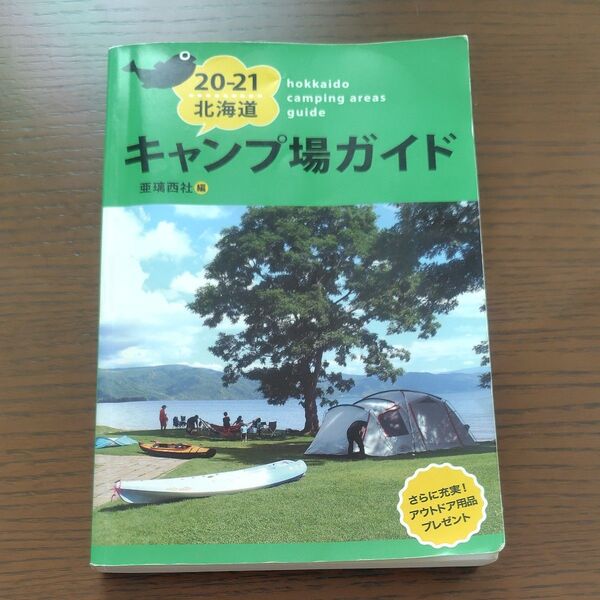 20-21
北海道
hokkaido
camping areas
guide
キャンプ場ガイド
亜璃西社 編
さらに充実！
アウトドア用品
プレゼント